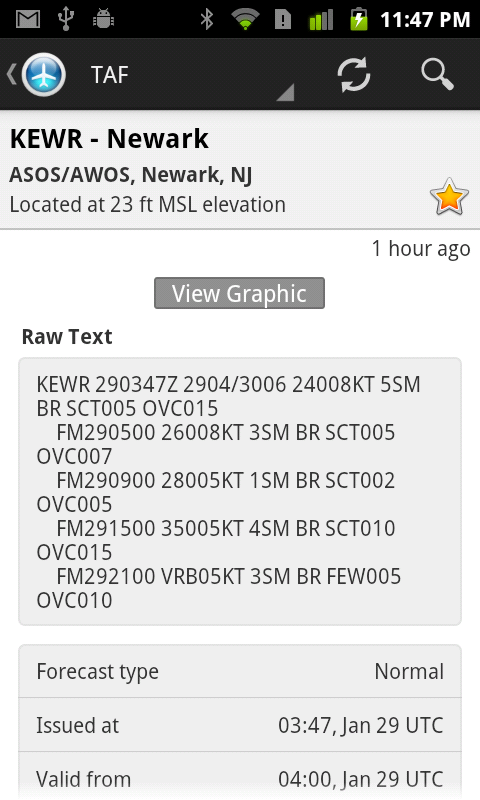 11:47 PM
TAF
KEWR - Newark
ASOS/AWOS, Newark, NJ
Located at 23 ft MSL elevation
1 hour ago
View Graphic
Raw Text
KEWR 290347Z 2904/3006 24008KT 5SM
BR SCT005 OVC015
FM290500 26008KT 3SM BR SCT005
OVC007
FM290900 28005KT 1SM BR SCT002
OVC005
FM291500 35005KT 4SM BR SCT010
OVC015
FM292100 VRB05KT 3SM BR FEW005
OVC010
Forecast type Normal
Issued at 03:47, Jan 29 UTC
Valid from 04:00, Jan 29 UTC